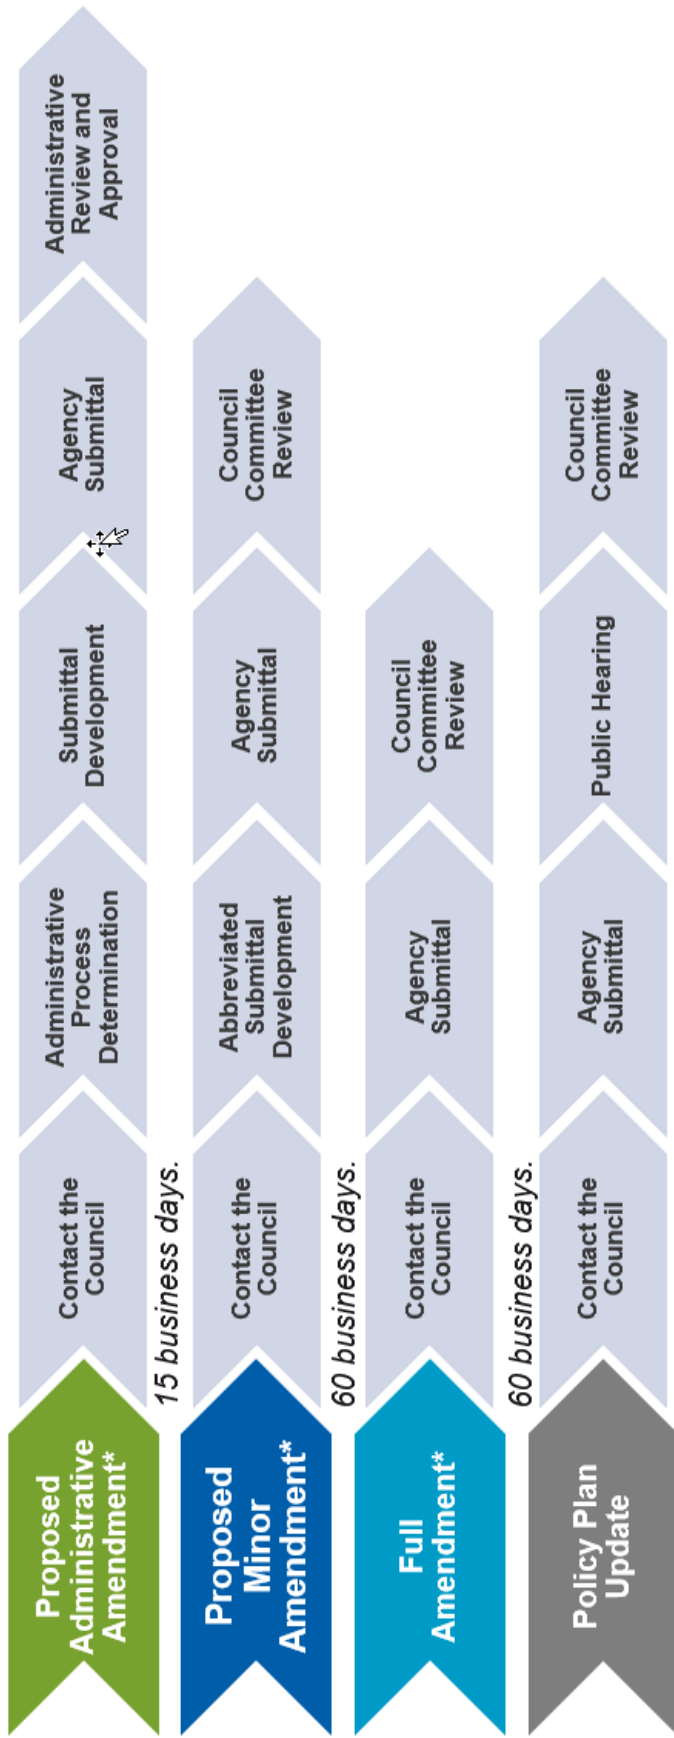 Proposed
Administrative
Amendment*
Contact the
Council
Administrative
Process
Determination
Submittal
Development
Agency
Submittal
Administrative
Review and
Approval
15 business days.
Proposed
Minor
Amendment*
Contact the
Council
Abbreviated
Submittal
Development
Agency
Submittal
Council
Committee
Review
60 business days.
Full
Amendment*
Contact the
Council
Agency
Submittal
Council
Committee
Review
60 business days.
Policy Plan
Update
Contact the
Council
Agency
Submittal
Public Hearing
Council
Committee
Review